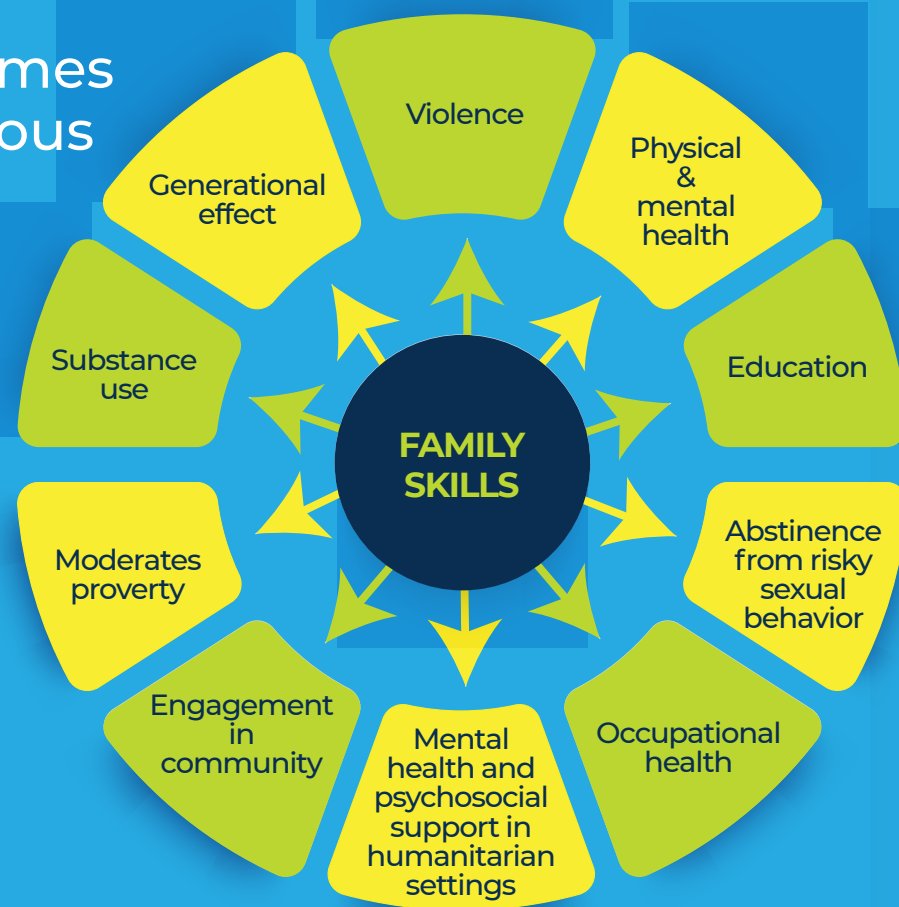 mes
ous
Violence
Physical
&
mental
health
Education
Abstinence
from risky
sexual
behavior
Occupational
health
Mental
health and
psychosocial
support in
humanitarian
settings
Engagement
in
community
Moderates
proverty
Substance
use
Generational
effect
FAMILY
SKILLS